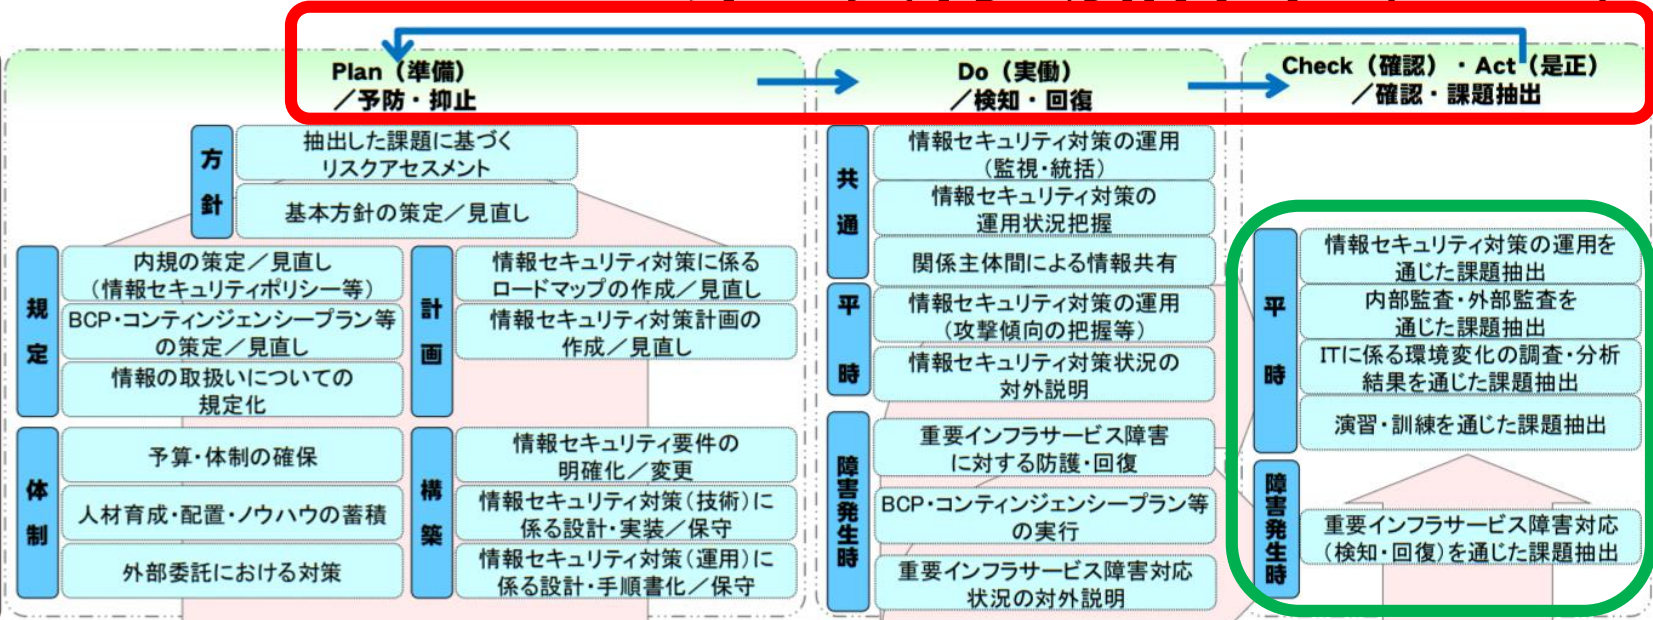 Plan（準備）
／予防・抑止
方針
抽出した課題に基づく
リスクアセスメント
基本方針の策定／見直し
規定
内規の策定／見直し
（情報セキュリティポリシー等）
BCP・コンティンジェンシープラン等
の策定／見直し
情報の取扱いについての
規定化
計画
情報セキュリティ対策に係る
ロードマップの作成／見直し
情報セキュリティ対策計画の
作成／見直し
体制
予算・体制の確保
人材育成・配置・ノウハウの蓄積
外部委託における対策
構築
情報セキュリティ要件の
明確化／変更
情報セキュリティ対策（技術）に
係る設計・実装／保守
情報セキュリティ対策（運用）に
係る設計・手順書化／保守
Do（実働）
／検知・回復
共通
情報セキュリティ対策の運用
（監視・統括）
情報セキュリティ対策の
運用状況把握
関係主体間による情報共有
平時
情報セキュリティ対策の運用
（攻撃傾向の把握等）
情報セキュリティ対策状況の
対外説明
障害発生時
重要インフラサービス障害
に対する防護・回復
BCP・コンティンジェンシープラン等
の実行
重要インフラサービス障害対応
状況の対外説明
Check（確認）・Act（是正）
／確認・課題抽出
平時
情報セキュリティ対策の運用を
通じた課題抽出
内部監査・外部監査を
通じた課題抽出
ITに係る環境変化の調査・分析
結果を通じた課題抽出
演習・訓練を通じた課題抽出
障害発生時
重要インフラサービス障害対応
（検知・回復）を通じた課題抽出